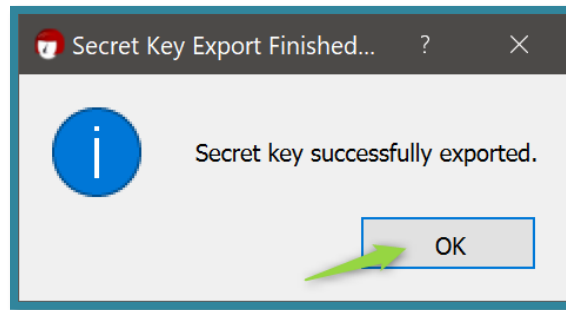 Secret Key Export Finished... ? ×
i
Secret key successfully exported.
OK